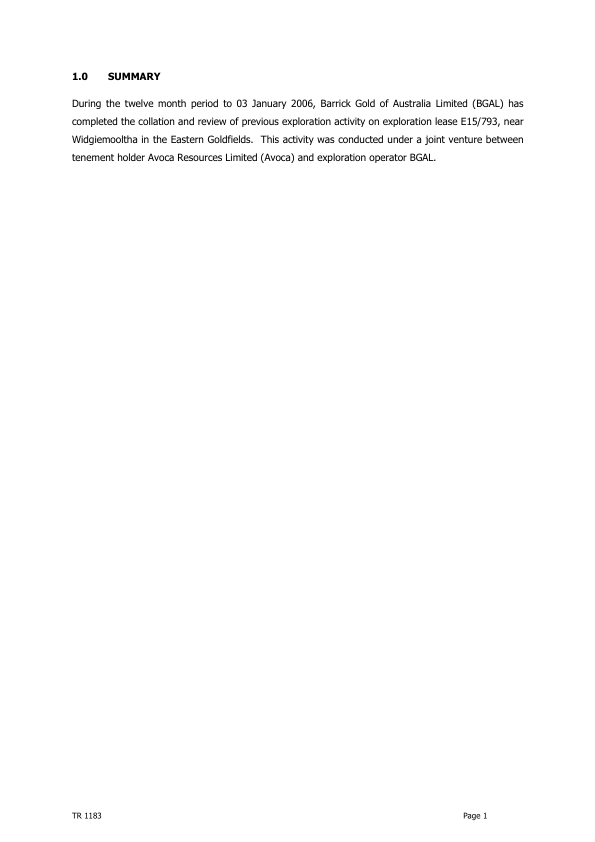 1.0 SUMMARY
During the twelve month period to 03 January 2006, Barrick Gold of Australia Limited (BGAL) has
completed the collation and review of previous exploration activity on exploration lease E15/793, near
Widgiemooltha in the Eastern Goldfields.  This activity was conducted under a joint venture between
tenement holder Avoca Resources Limited (Avoca) and exploration operator BGAL.
TR 1183 Page 1